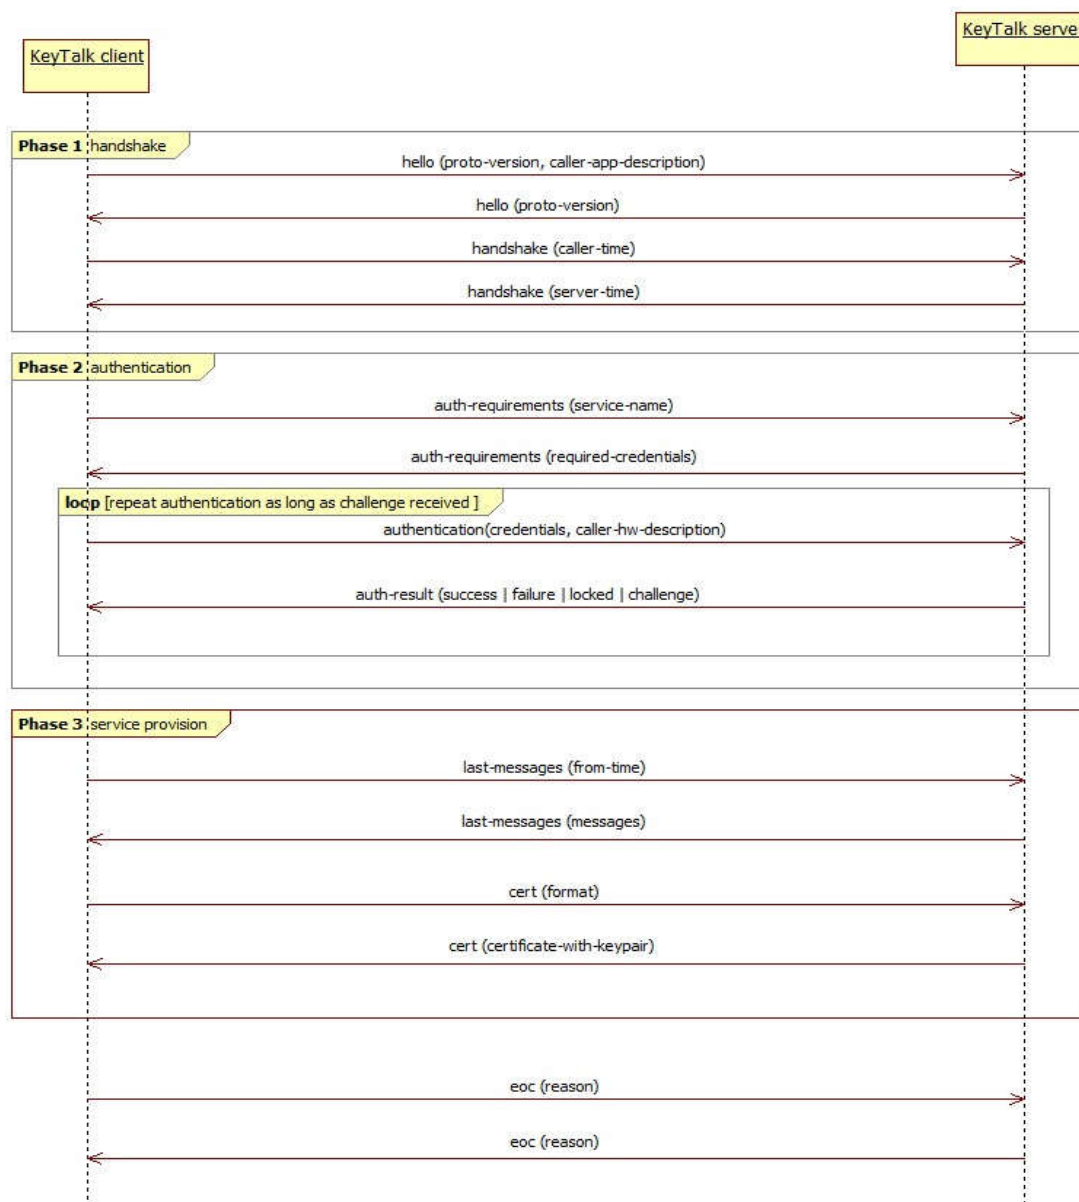 KeyTalk client
KeyTalk serve
Phase 1 handshake
hello (proto-version, caller-app-description)
hello (proto-version)
handshake (caller-time)
handshake (server-time)
Phase 2 authentication
auth-requirements (service-name)
auth-requirements (required-credentials)
loop [repeat authentication as long as challenge received ]
authentication(credentials, caller-hw-description)
auth-result (success | failure | locked | challenge)
Phase 3 service provision
last-messages (from-time)
last-messages (messages)
cert (format)
cert (certificate-with-keypair)
eoc (reason)
eoc (reason)